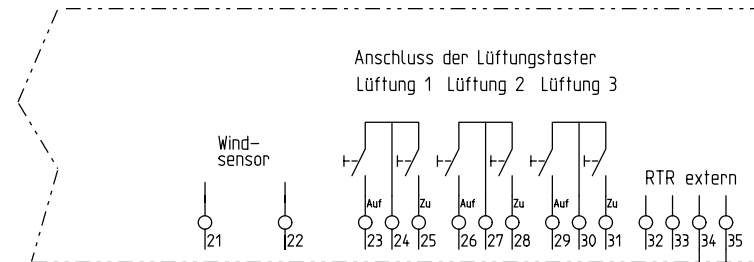 Anschluss der Lüftungstaster
Lüftung 1 Lüftung 2 Lüftung 3
Wind-
sensor
RTR extern
Auf Zu Auf Zu Auf Zu
21 22 23 24 25 26 27 28 29 30 31 32 33 34 35